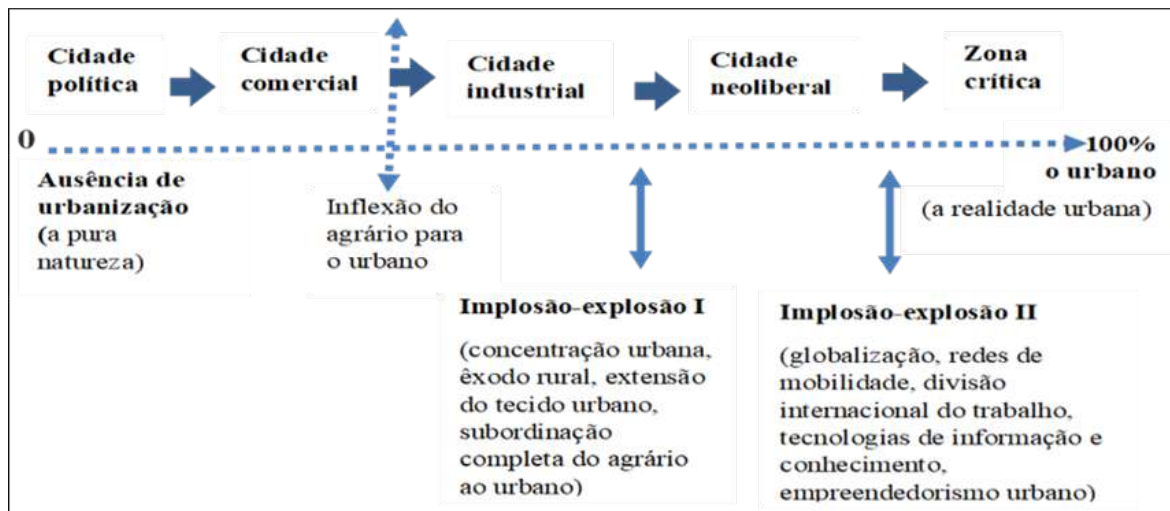 Cidade
política
Cidade
comercial
Cidade
industrial
Cidade
neoliberal
Zona
crítica
0
100%
o urbano
(a realidade urbana)
Ausência de
urbanização
(a pura
natureza)
Inflexão do
agrário para
o urbano
Implosão-explosão I
(concentração urbana,
êxodo rural, extensão
do tecido urbano,
subordinação
completa do agrário
ao urbano)
Implosão-explosão II
(globalização, redes de
mobilidade, divisão
internacional do trabalho,
tecnologias de informação e
conhecimento,
empreendedorismo urbano)